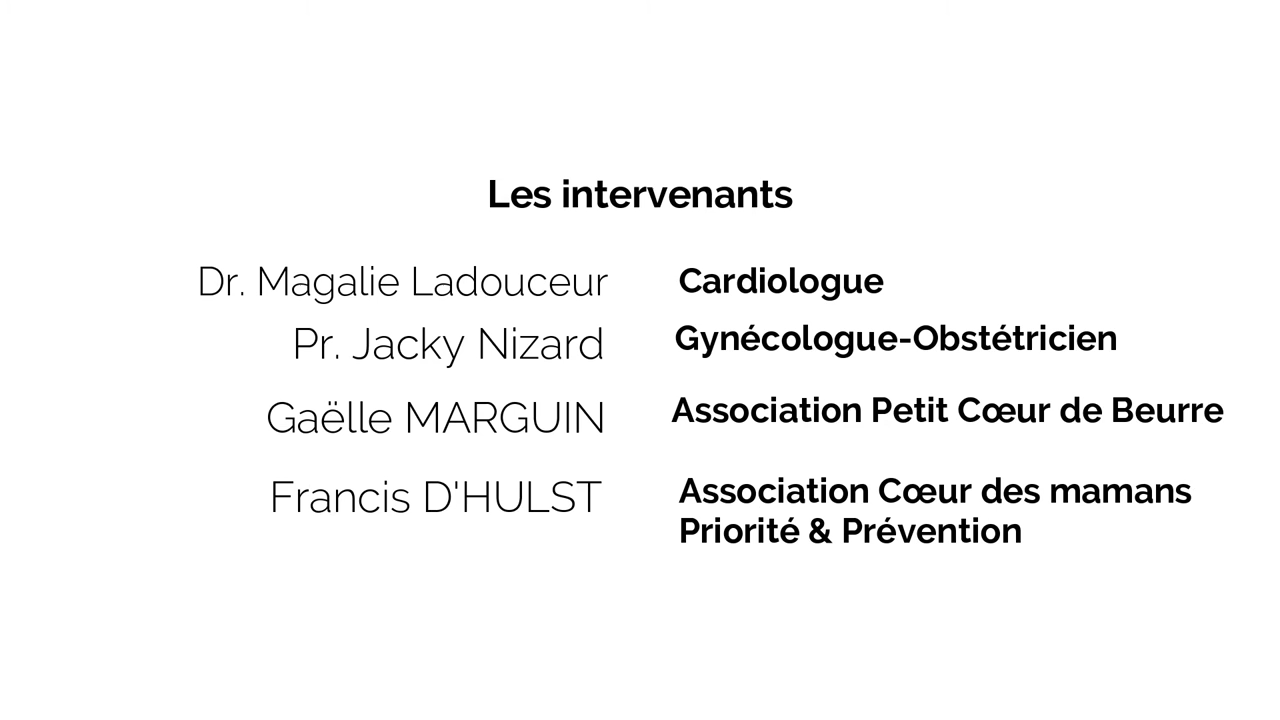 Les intervenants
Dr. Magalie Ladouceur Cardiologue
Pr. Jacky Nizard Gynécologue-Obstétricien
Gaëlle MARGUIN Association Petit Cœur de Beurre
Francis D'HULST Association Cœur des mamans
Priorité & Prévention